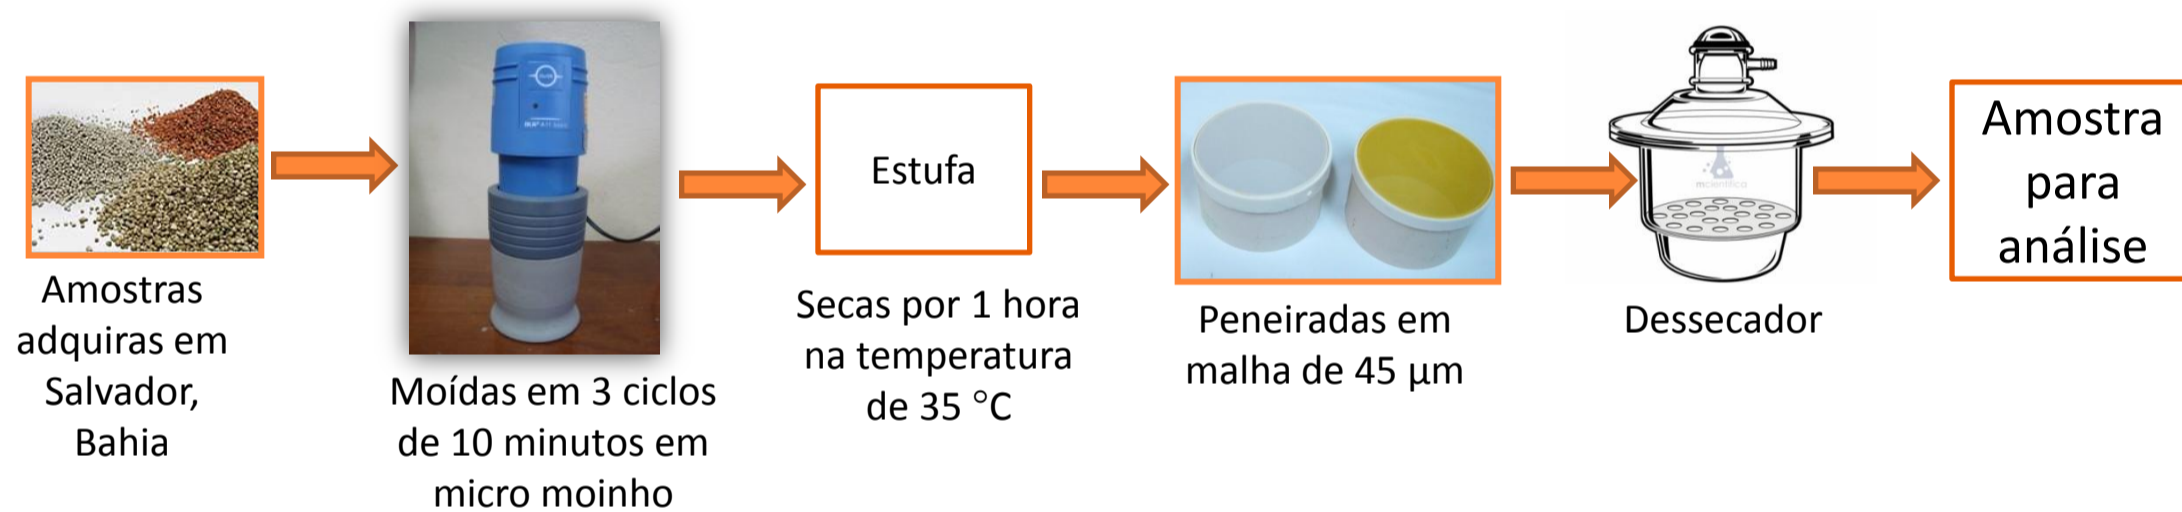 Amostras
adquiras em
Salvador,
Bahia
Moídas em 3 ciclos
de 10 minutos em
micro moinho
Estufa
Secas por 1 hora
na temperatura
de 35 °C
Peneiradas em
malha de 45 µm
mcientífica
Dessecador
Amostra
para
análise